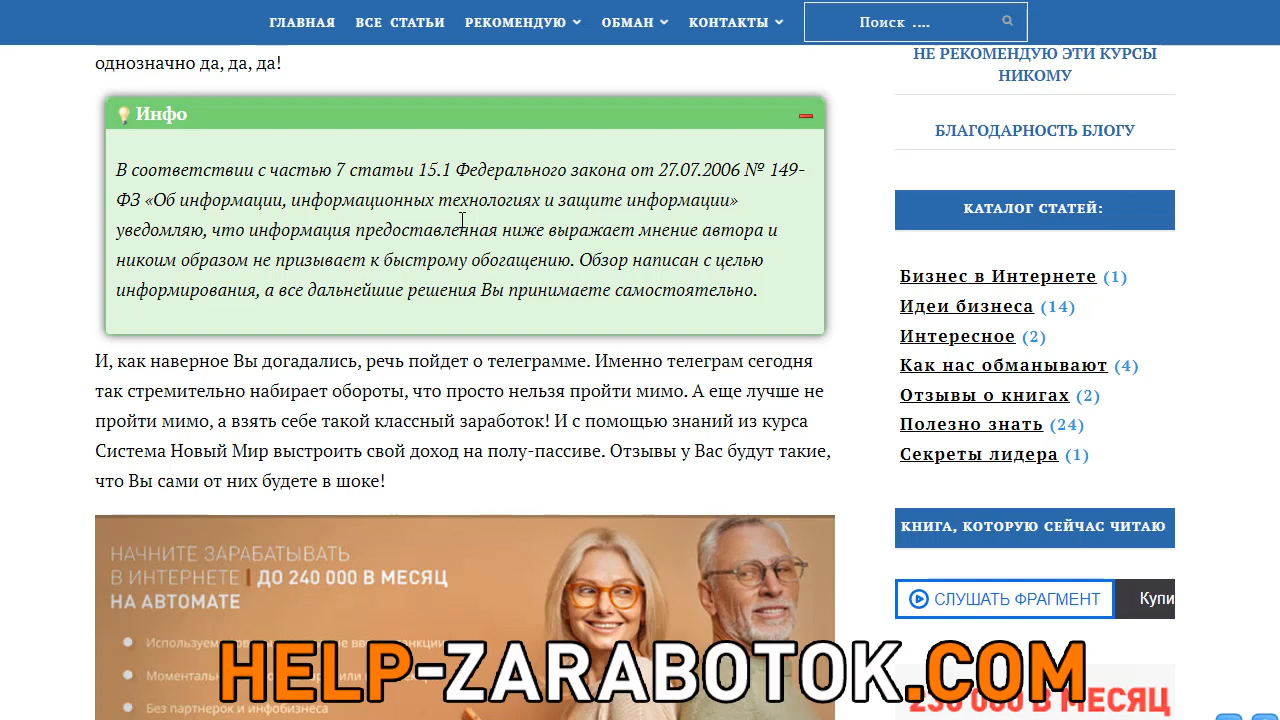 ГЛАВНАЯ ВСЕ СТАТЬИ РЕКОМЕНДУЮ ОБМАН КОНТАКТЫ Поиск ....
однозначно да, да, да!
Инфо
В соответствии с частью 7 статьи 15.1 Федерального закона от 27.07.2006 № 149-
ФЗ «Об информации, информационных технологиях и защите информации»
уведомляю, что информация предоставленная ниже выражает мнение автора и
никоим образом не призывает к быстрому обогащению. Обзор написан с целью
информирования, а все дальнейшие решения Вы принимаете самостоятельно.
И, как наверное Вы догадались, речь пойдет о телеграмме. Именно телеграм сегодня
так стремительно набирает обороты, что просто нельзя пройти мимо. А еще лучше не
пройти мимо, а взять себе такой классный заработок! И с помощью знаний из курса
Система Новый Мир выстроить свой доход на полу-пассиве. Отзывы у Вас будут такие,
что Вы сами от них будете в шоке!
НАЧНИТЕ ЗАРАБАТЫВАТЬ
В ИНТЕРНЕТЕ ДО 240 000 В МЕСЯЦ
НА АВТОМАТЕ
Без партнерок и инфобизнеса
HELP-ZARABOTOK.COM
НЕ РЕКОМЕНДУЮ ЭТИ КУРСЫ
НИКОМУ
БЛАГОДАРНОСТЬ БЛОГУ
КАТАЛОГ СТАТЕЙ:
Бизнес в Интернете (1)
Идеи бизнеса (14)
Интересное (2)
Как нас обманывают (4)
Отзывы о книгах (2)
Полезно знать (24)
Секреты лидера (1)
КНИГА, КОТОРУЮ СЕЙЧАС ЧИТАЮ
СЛУШАТЬ ФРАГМЕНТ Купи
В МЕСЯЦ